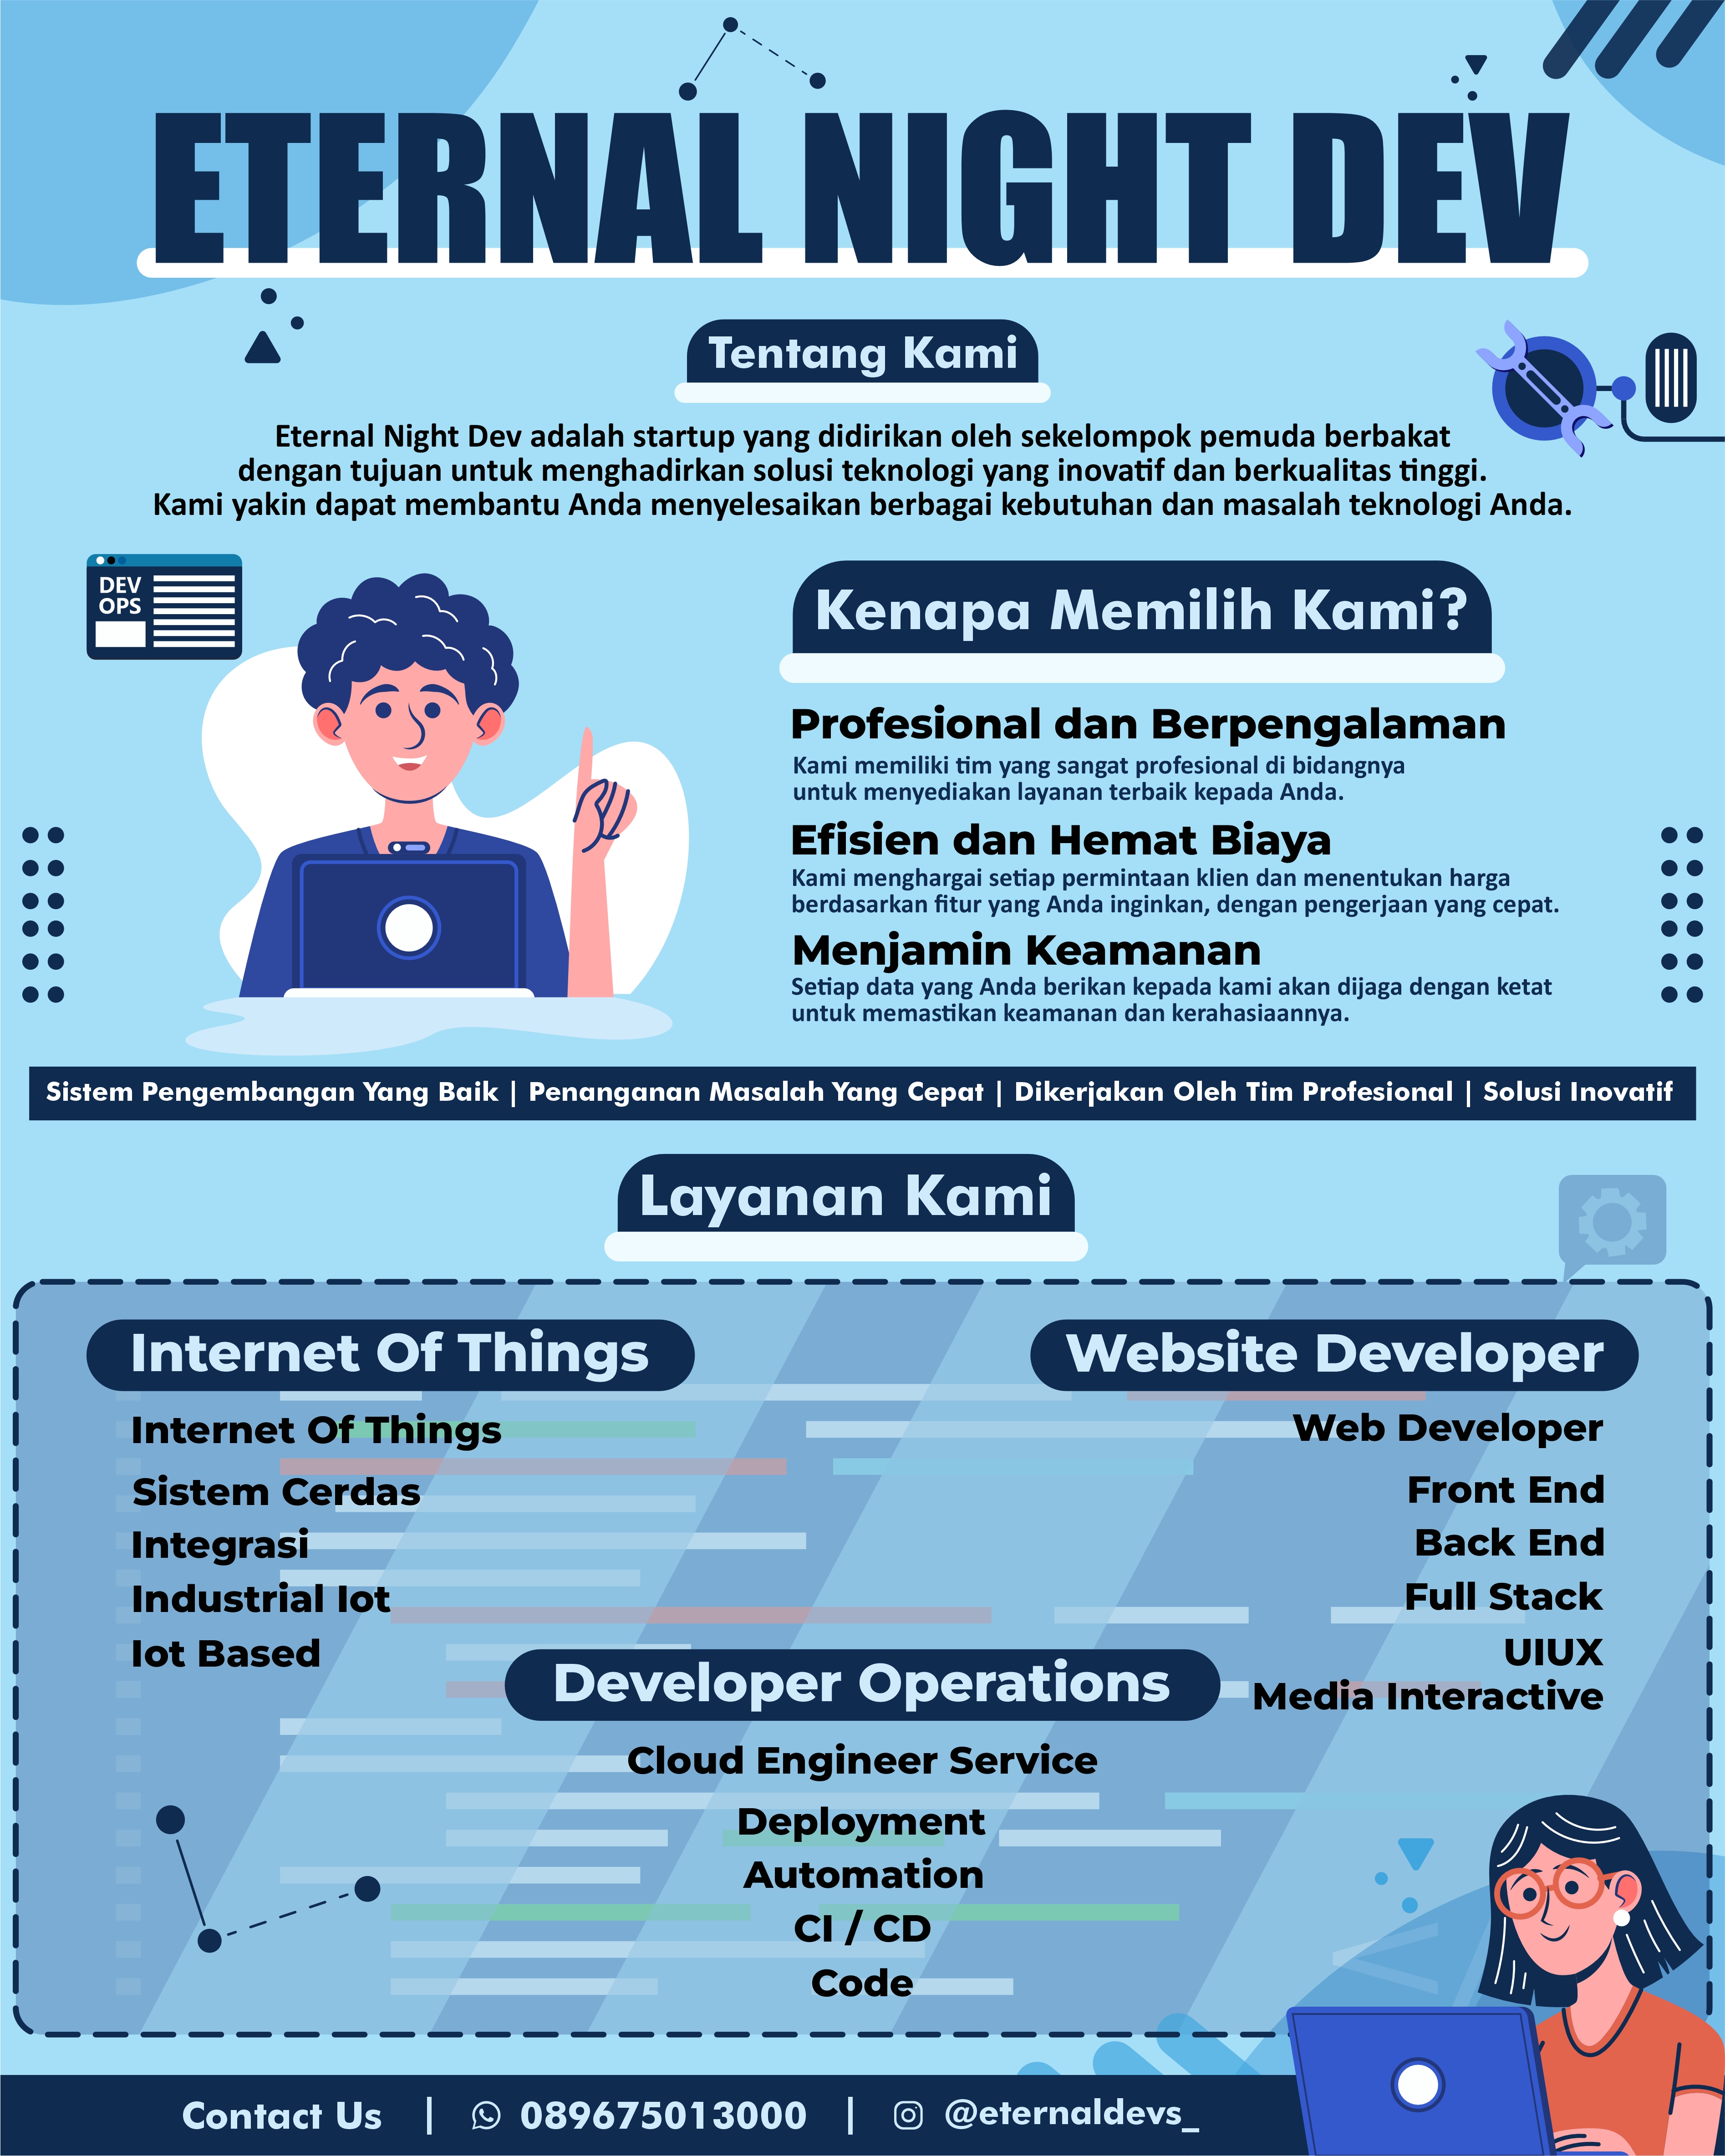 ETERNAL NIGHT DEV
Tentang Kami
Eternal Night Dev adalah startup yang didirikan oleh sekelompok pemuda berbakat
dengan tujuan untuk menghadirkan solusi teknologi yang inovatif dan berkualitas tinggi.
Kami yakin dapat membantu Anda menyelesaikan berbagai kebutuhan dan masalah teknologi Anda.
DEV
OPS
Kenapa Memilih Kami?
Profesional dan Berpengalaman
Kami memiliki tim yang sangat profesional di bidangnya
untuk menyediakan layanan terbaik kepada Anda.
Efisien dan Hemat Biaya
Kami menghargai setiap permintaan klien dan menentukan harga
berdasarkan fitur yang Anda inginkan, dengan pengerjaan yang cepat.
Menjamin Keamanan
Setiap data yang Anda berikan kepada kami akan dijaga dengan ketat
untuk memastikan keamanan dan kerahasiaannya.
Sistem Pengembangan Yang Baik | Penanganan Masalah Yang Cepat | Dikerjakan Oleh Tim Profesional | Solusi Inovatif
Layanan Kami
Internet Of Things
Internet Of Things
Sistem Cerdas
Integrasi
Industrial Iot
Iot Based
Website Developer
Web Developer
Front End
Back End
Full Stack
UIUX
Media Interactive
Developer Operations
Cloud Engineer Service
Deployment
Automation
CI / CD
Code
Contact Us | 089675013000 | @eternaldevs_